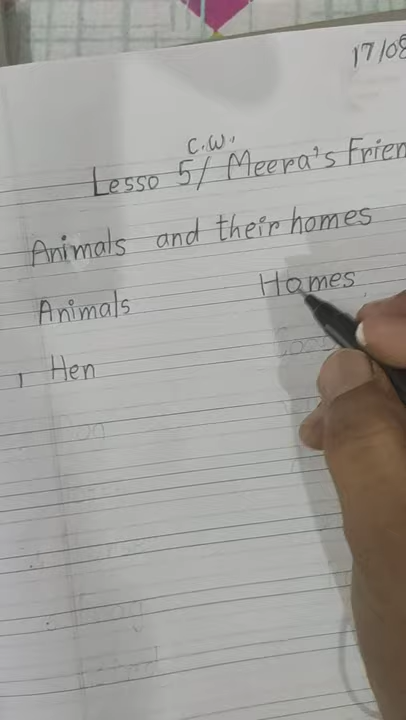 17/08
C.W.
Lesso 5/ Meera's Frien
Animals and their homes
Animals Homes
1 Hen